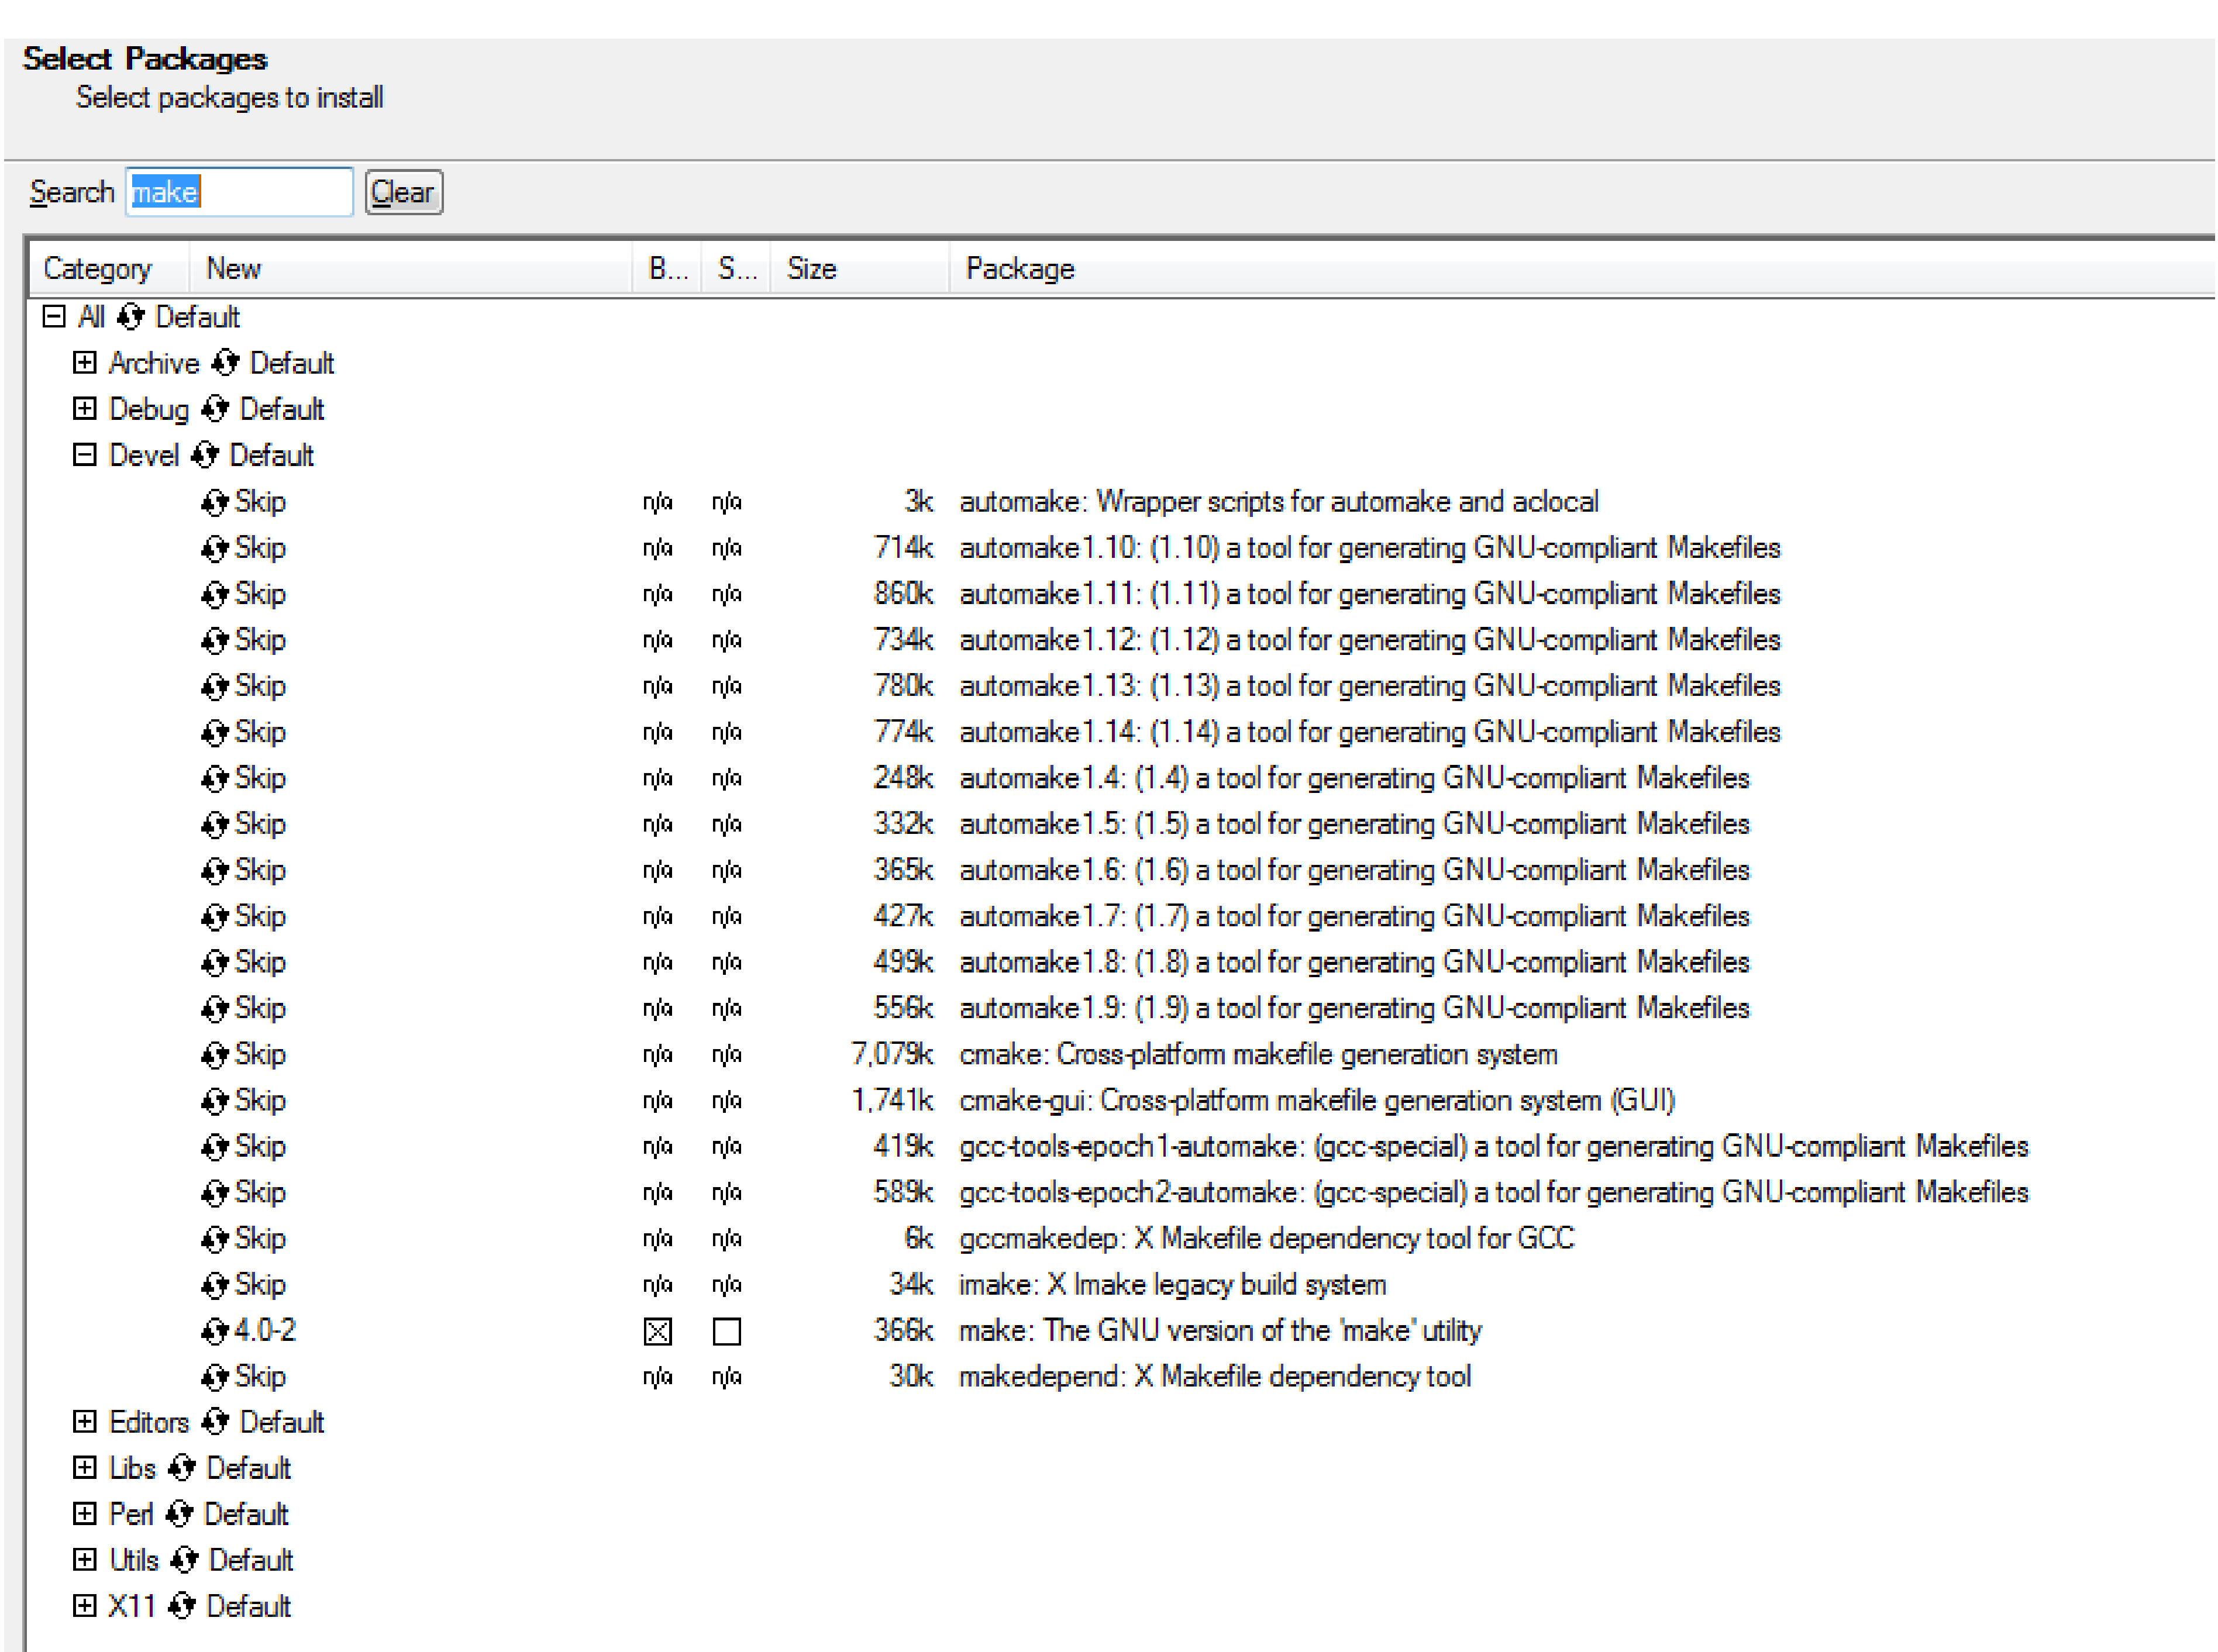 Select Packages
Select packages to install
Search make Clear
Category New B... S... Size Package
All Default
Archive Default
Debug Default
Devel Default
Skip n/a n/a 3k automake: Wrapper scripts for automake and aclocal
Skip n/a n/a 714k automake1.10: (1.10) a tool for generating GNU-compliant Makefiles
Skip n/a n/a 860k automake1.11: (1.11) a tool for generating GNU-compliant Makefiles
Skip n/a n/a 734k automake1.12: (1.12) a tool for generating GNU-compliant Makefiles
Skip n/a n/a 780k automake1.13: (1.13) a tool for generating GNU-compliant Makefiles
Skip n/a n/a 774k automake1.14: (1.14) a tool for generating GNU-compliant Makefiles
Skip n/a n/a 248k automake1.4: (1.4) a tool for generating GNU-compliant Makefiles
Skip n/a n/a 332k automake1.5: (1.5) a tool for generating GNU-compliant Makefiles
Skip n/a n/a 365k automake1.6: (1.6) a tool for generating GNU-compliant Makefiles
Skip n/a n/a 427k automake1.7: (1.7) a tool for generating GNU-compliant Makefiles
Skip n/a n/a 499k automake1.8: (1.8) a tool for generating GNU-compliant Makefiles
Skip n/a n/a 556k automake1.9: (1.9) a tool for generating GNU-compliant Makefiles
Skip n/a n/a 7,079k cmake: Cross-platform makefile generation system
Skip n/a n/a 1,741k cmake-gui: Cross-platform makefile generation system (GUI)
Skip n/a n/a 419k gcc-tools-epoch1-automake: (gcc-special) a tool for generating GNU-compliant Makefiles
Skip n/a n/a 589k gcc-tools-epoch2-automake: (gcc-special) a tool for generating GNU-compliant Makefiles
Skip n/a n/a 6k gccmakedep: X Makefile dependency tool for GCC
Skip n/a n/a 34k imake: X Imake legacy build system
4.0-2 366k make: The GNU version of the 'make' utility
Skip n/a n/a 30k makedepend: X Makefile dependency tool
Editors Default
Libs Default
Perl Default
Utils Default
X11 Default